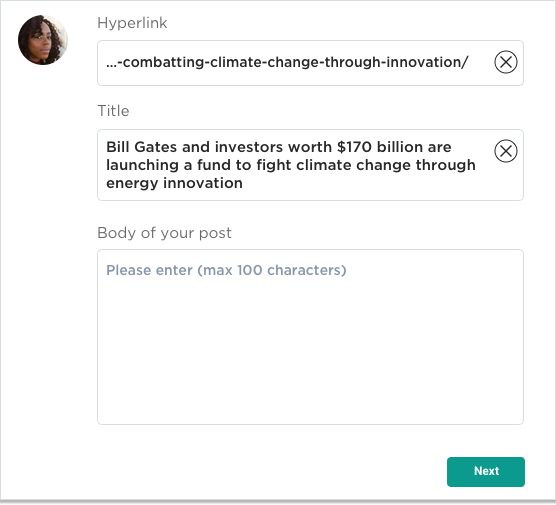 Hyperlink
...-combatting-climate-change-through-innovation/
Title
Bill Gates and investors worth $170 billion are
launching a fund to fight climate change through
energy innovation
Body of your post
Please enter (max 100 characters)
Next